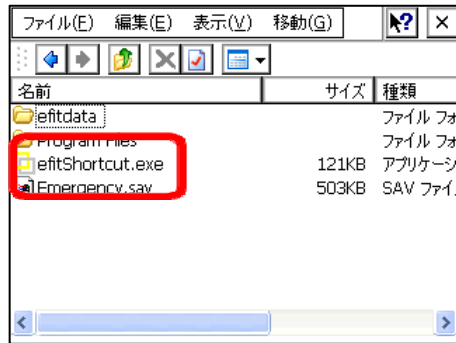 ファイル(F) 編集(E) 表示(V) 移動(G)
名前 サイズ 種類
efitdata ファイル フォ
Program Files ファイル フォ
efitShortcut.exe 121KB アプリケーシ
Emergency.sav 503KB SAV ファイ